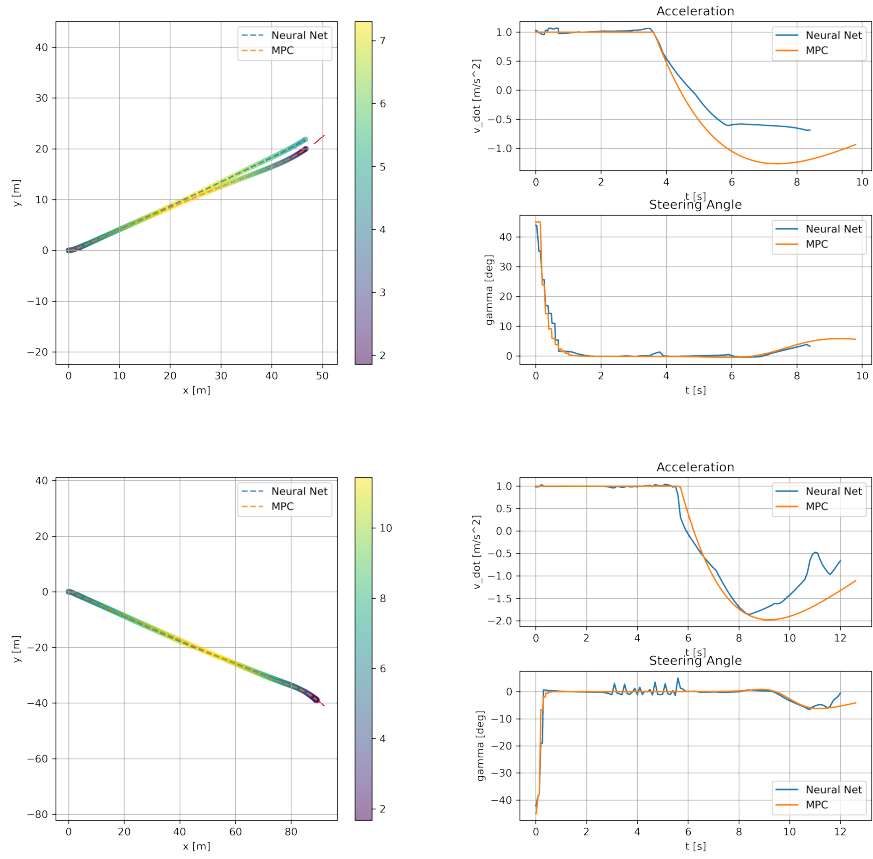 Acceleration
Neural Net
MPC
40
30
20
10
0
−10
−20
y [m]
0 10 20 30 40 50
x [m]
7
6
5
4
3
2
Neural Net
MPC
1.0
0.5
0.0
−0.5
−1.0
v_dot [m/s^2]
0 2 4 6 8 10
t [s]
Steering Angle
Neural Net
MPC
40
30
20
10
0
gamma [deg]
0 2 4 6 8 10
t [s]
Neural Net
MPC
40
20
0
−20
−40
−60
−80
y [m]
0 20 40 60 80
x [m]
10
8
6
4
2
Acceleration
Neural Net
MPC
1.0
0.5
0.0
−0.5
−1.0
−1.5
−2.0
v_dot [m/s^2]
0 2 4 6 8 10 12
t [s]
Steering Angle
0
−10
−20
−30
−40
gamma [deg]
Neural Net
MPC
0 2 4 6 8 10 12
t [s]